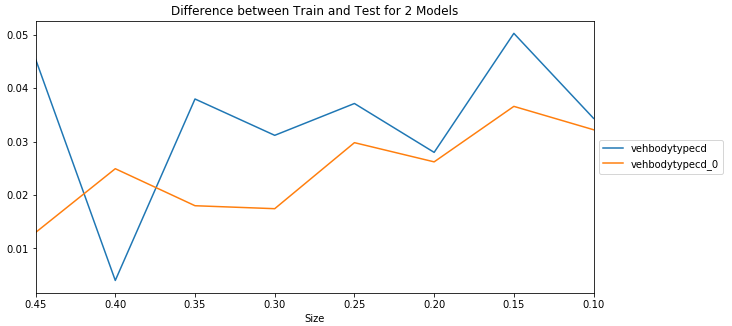 Difference between Train and Test for 2 Models
0.05
0.04
0.03
0.02
0.01
0.45 0.40 0.35 0.30 0.25 0.20 0.15 0.10
Size
vehbodytypecd
vehbodytypecd_0